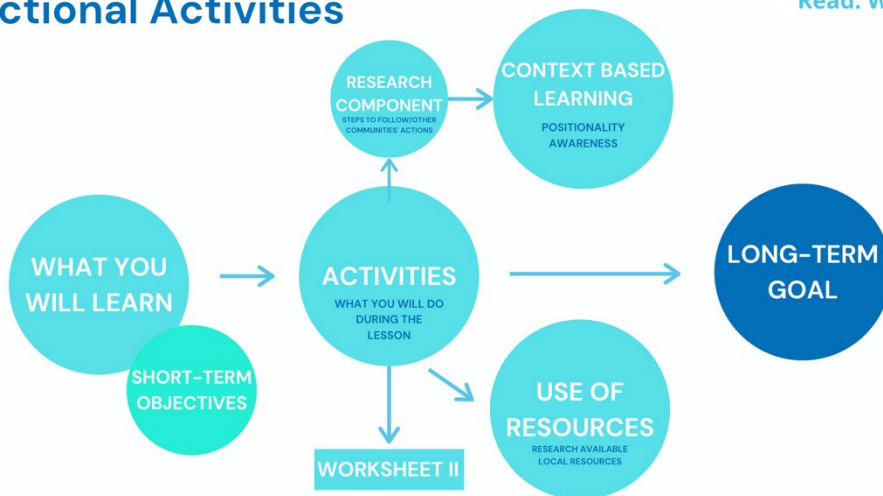 ctional Activities
Read. W
RESEARCH
COMPONENT
STEPS TO FOLLOW/OTHER
COMMUNITIES' ACTIONS
CONTEXT BASED
LEARNING
POSITIONALITY
AWARENESS
WHAT YOU
WILL LEARN
SHORT-TERM
OBJECTIVES
ACTIVITIES
WHAT YOU WILL DO
DURING THE
LESSON
LONG-TERM
GOAL
USE OF
RESOURCES
RESEARCH AVAILABLE
LOCAL RESOURCES
WORKSHEET II